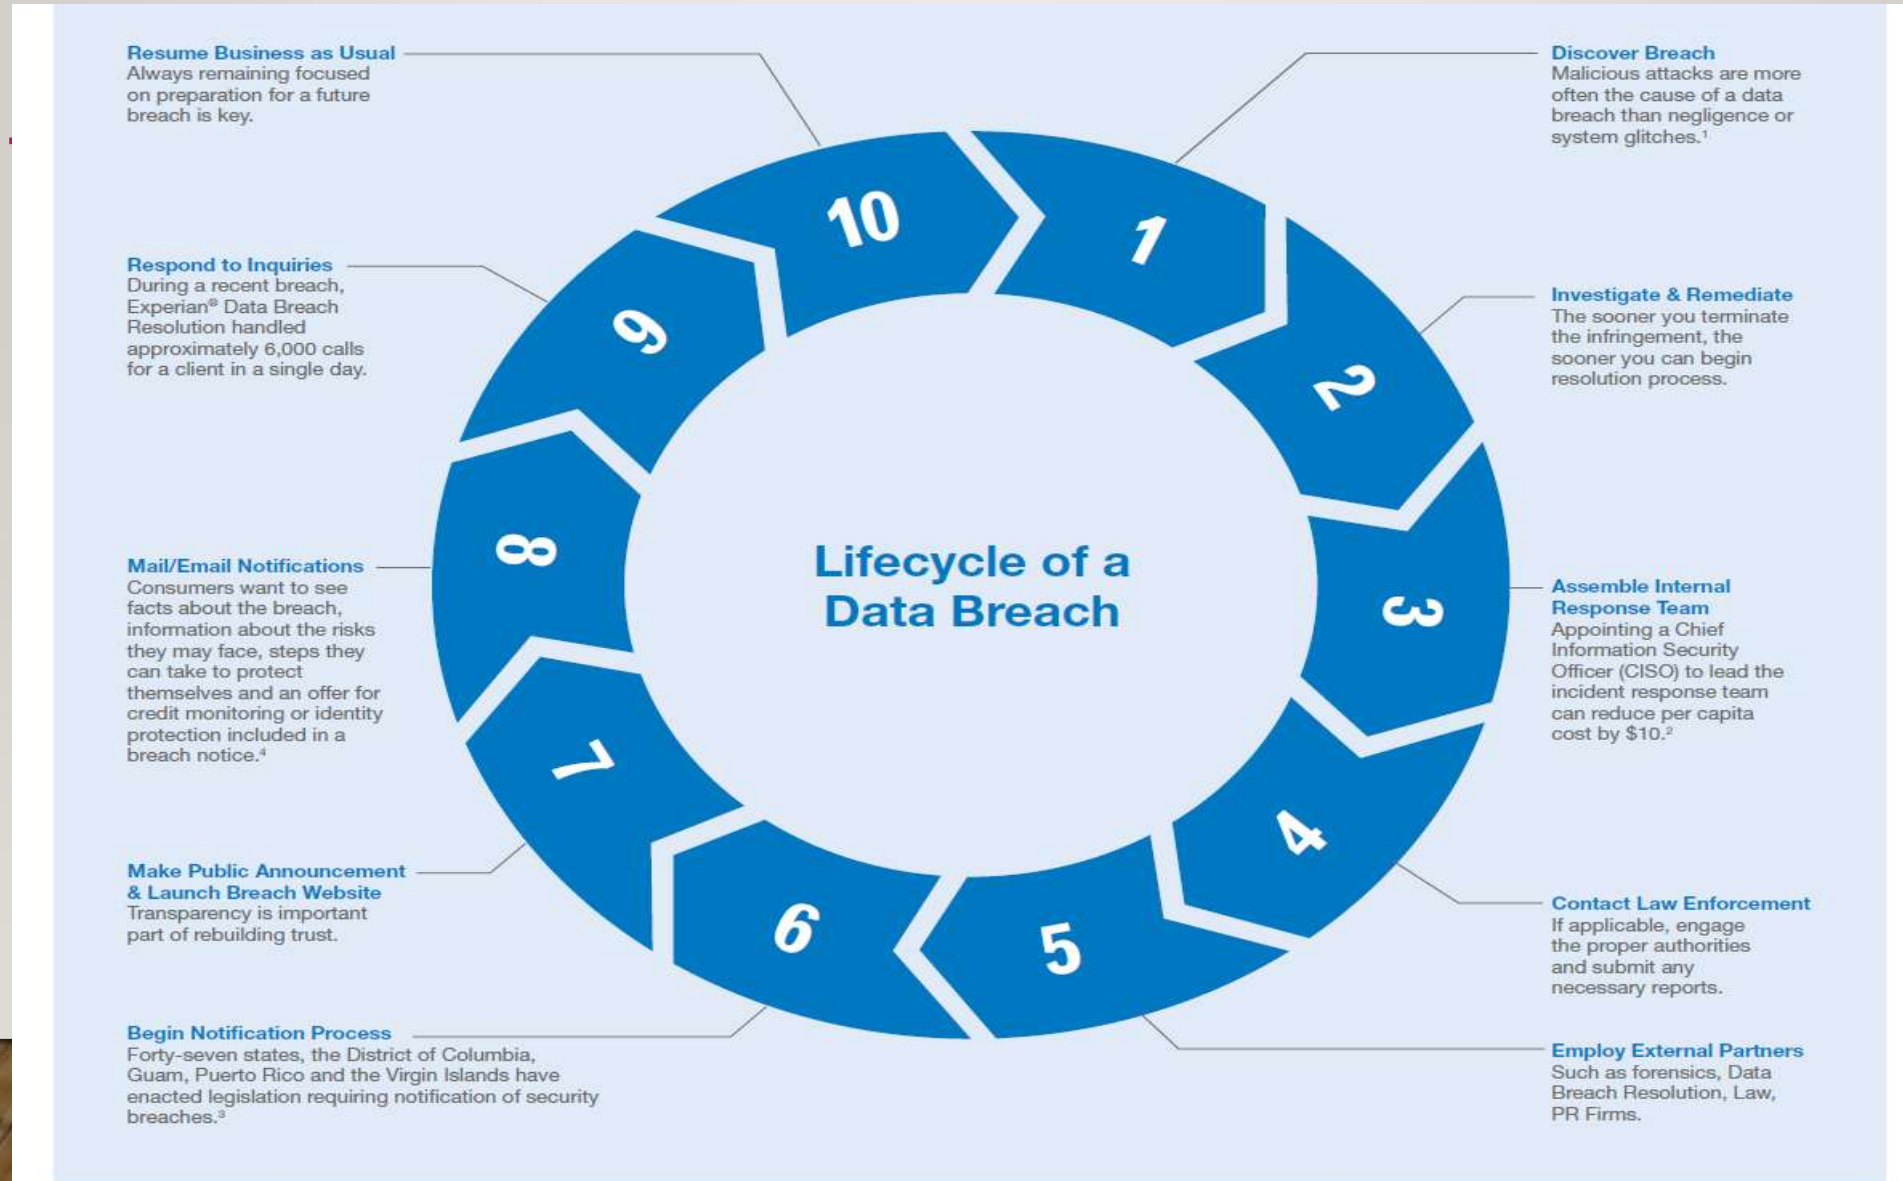 Lifecycle of a
Data Breach
1
Discover Breach
Malicious attacks are more
often the cause of a data
breach than negligence or
system glitches.¹
2
Investigate & Remediate
The sooner you terminate
the infringement, the
sooner you can begin
resolution process.
3
Assemble Internal
Response Team
Appointing a Chief
Information Security
Officer (CISO) to lead the
incident response team
can reduce per capita
cost by $10.²
4
Contact Law Enforcement
If applicable, engage
the proper authorities
and submit any
necessary reports.
5
Employ External Partners
Such as forensics, Data
Breach Resolution, Law,
PR Firms.
6
Begin Notification Process
Forty-seven states, the District of Columbia,
Guam, Puerto Rico and the Virgin Islands have
enacted legislation requiring notification of security
breaches.³
7
Make Public Announcement
& Launch Breach Website
Transparency is important
part of rebuilding trust.
8
Mail/Email Notifications
Consumers want to see
facts about the breach,
information about the risks
they may face, steps they
can take to protect
themselves and an offer for
credit monitoring or identity
protection included in a
breach notice.⁴
9
Respond to Inquiries
During a recent breach,
Experian® Data Breach
Resolution handled
approximately 6,000 calls
for a client in a single day.
10
Resume Business as Usual
Always remaining focused
on preparation for a future
breach is key.